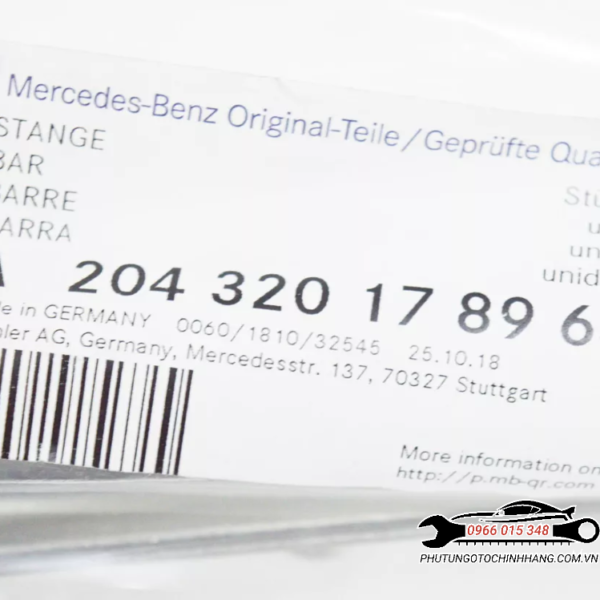 Mercedes-Benz Original-Teile/Geprüfte Qua
STANGE
BAR
BARRE
ARRA
A 204 320 17 89 6
Stü
un
unid
e in GERMANY 0060/1810/32545 25.10.18
ler AG, Germany, Mercedesstr. 137, 70327 Stuttgart
More information on
http://p.mb-qr.com
0966 015 348
PHUTUNGOTOCHINHHANG.COM.VN